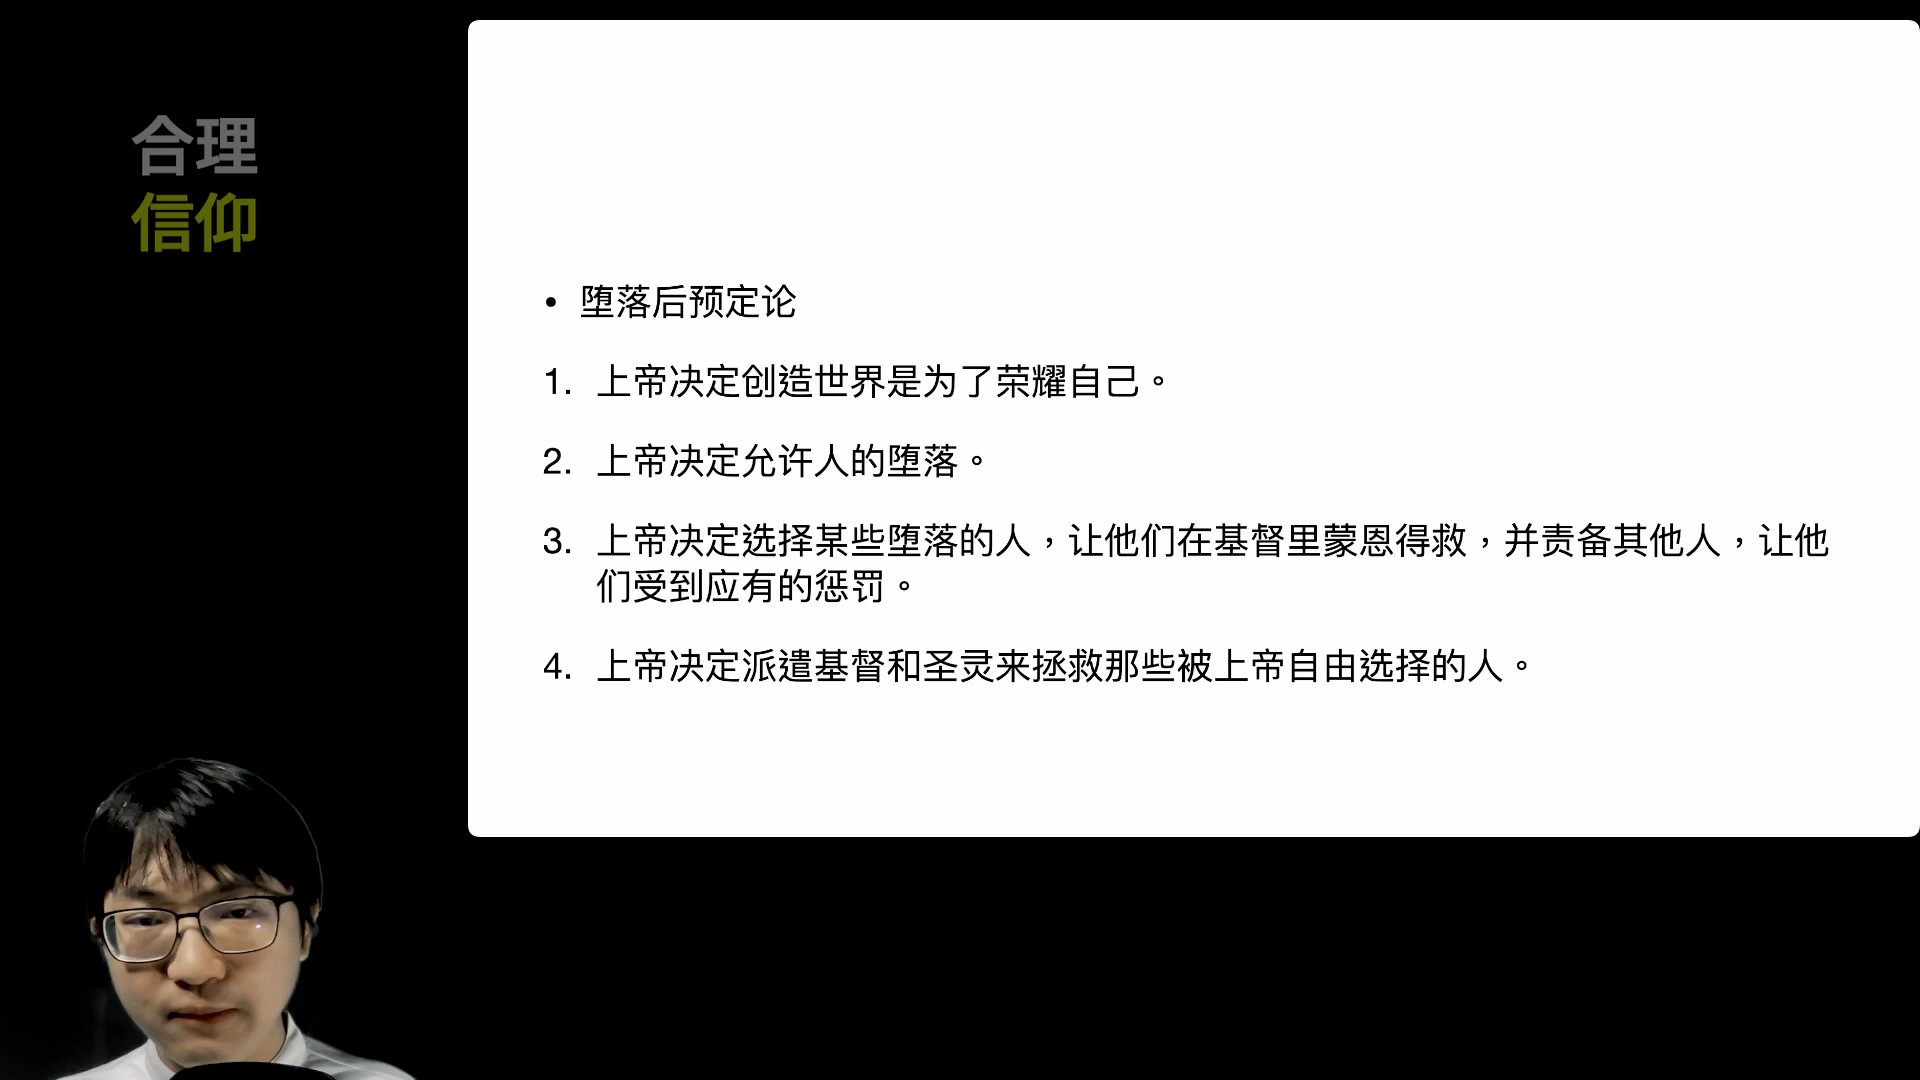 合理
信仰
• 堕落后预定论
1. 上帝决定创造世界是为了荣耀自己。
2. 上帝决定允许人的堕落。
3. 上帝决定选择某些堕落的人，让他们在基督里蒙恩得救，并责备其他人，让他
们受到应有的惩罚。
4. 上帝决定派遣基督和圣灵来拯救那些被上帝自由选择的人。